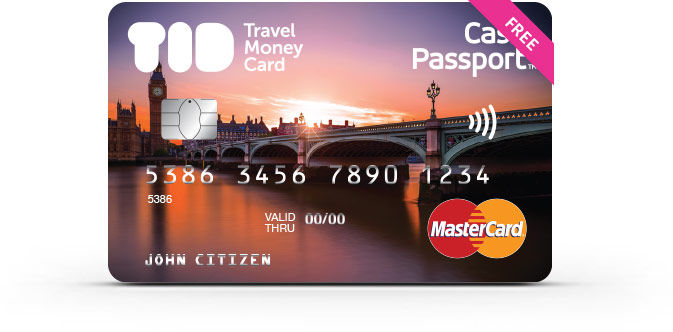 TID
Travel
Money
Card
Cas
Passport
FREE
5386 3456 7890 1234
5386
VALID THRU 00/00
MasterCard
JOHN CITIZEN